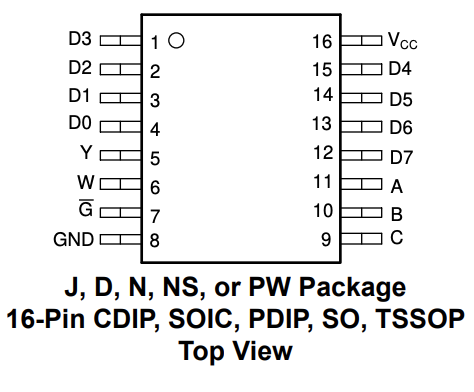 D3 1 16 VCC
D2 2 15 D4
D1 3 14 D5
D0 4 13 D6
Y 5 12 D7
W 6 11 A
G̅ 7 10 B
GND 8 9 C
J, D, N, NS, or PW Package
16-Pin CDIP, SOIC, PDIP, SO, TSSOP
Top View